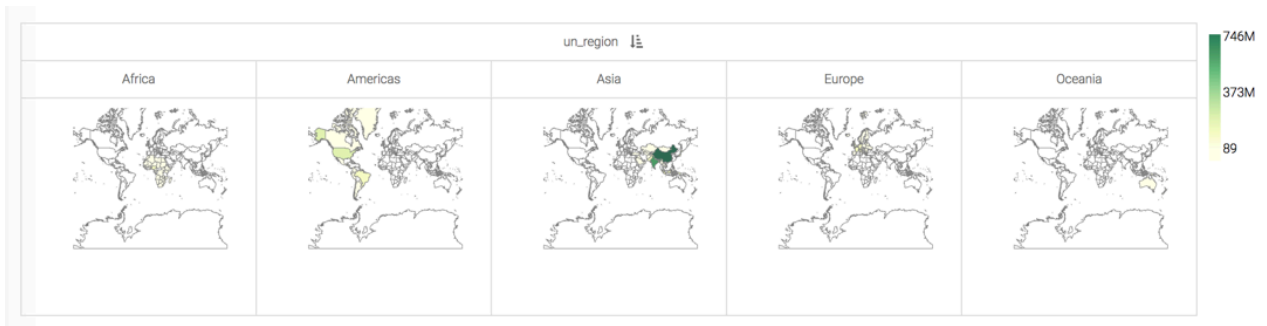 un_region
Africa
Americas
Asia
Europe
Oceania
746M
373M
89